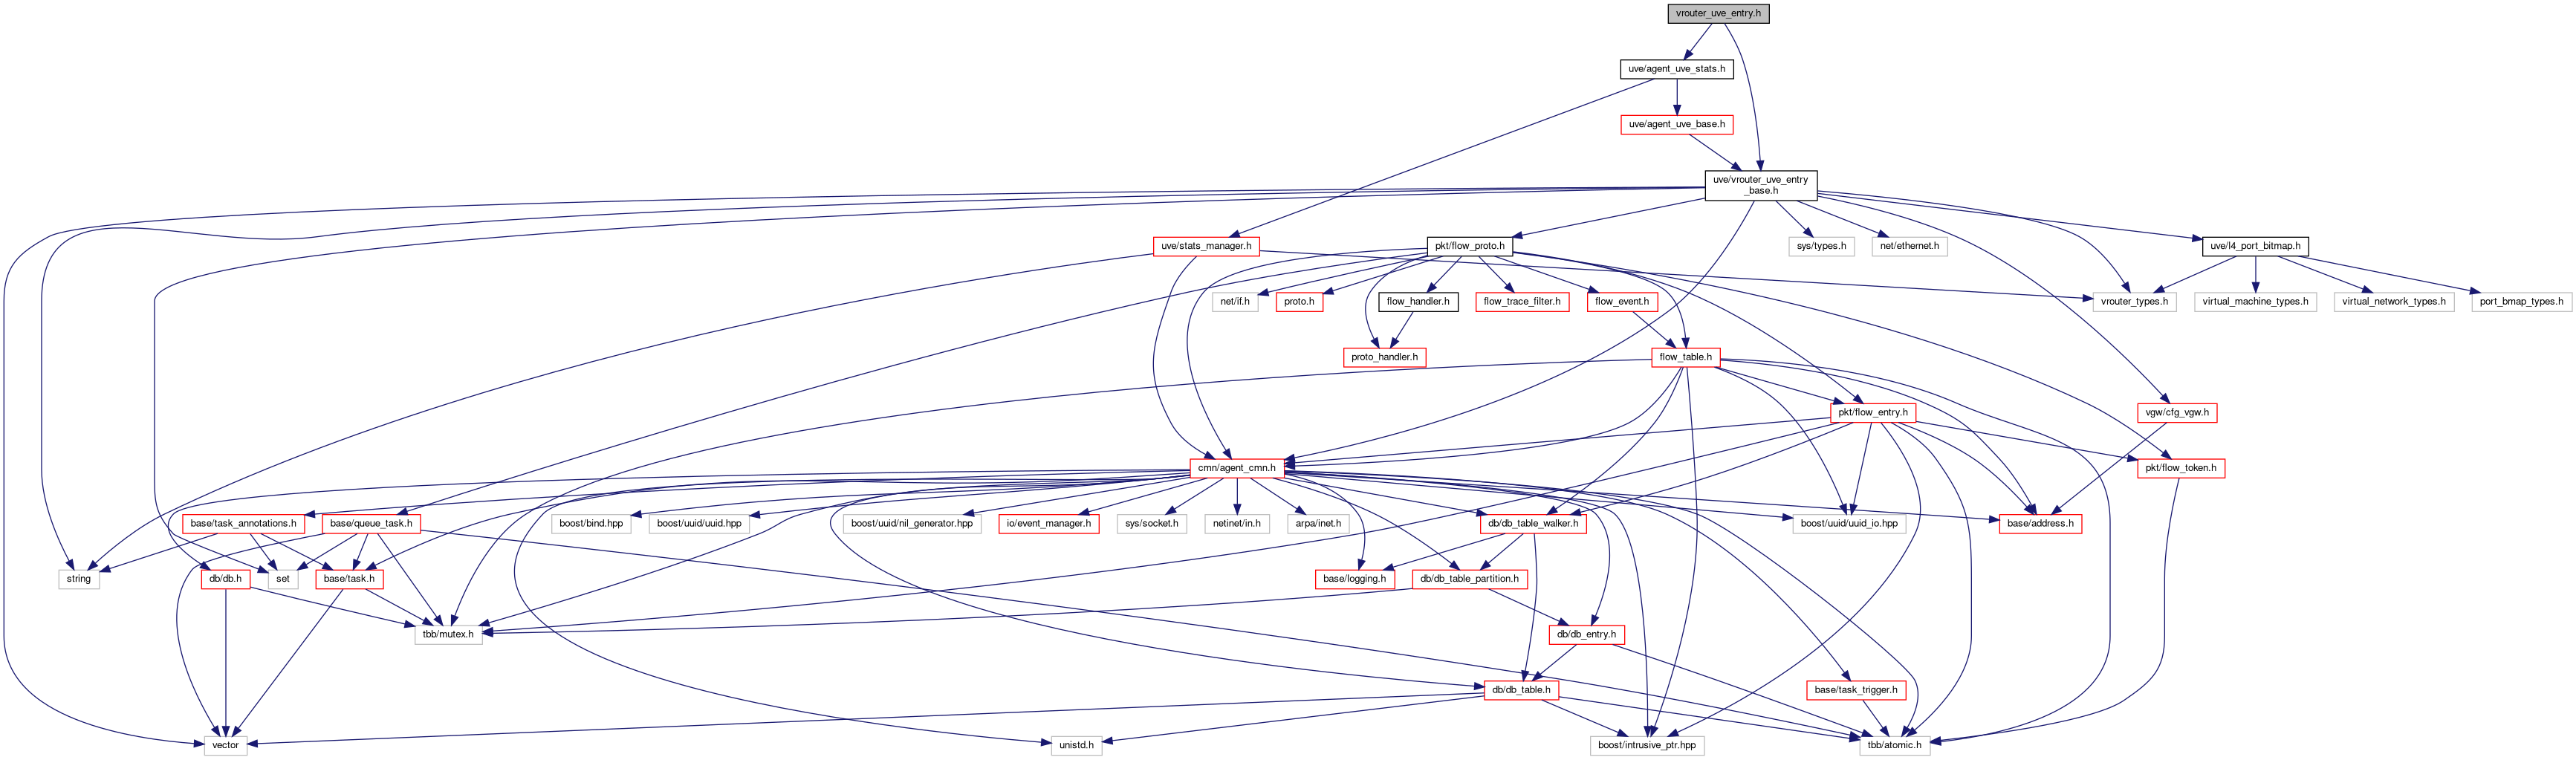 vrouter_uve_entry.h
uve/agent_uve_stats.h
uve/agent_uve_base.h
uve/vrouter_uve_entry
_base.h
uve/stats_manager.h
pkt/flow_proto.h
sys/types.h
net/ethernet.h
uve/l4_port_bitmap.h
net/if.h
proto.h
flow_handler.h
flow_trace_filter.h
flow_event.h
vrouter_types.h
virtual_machine_types.h
virtual_network_types.h
port_bmap_types.h
proto_handler.h
flow_table.h
pkt/flow_entry.h
vgw/cfg_vgw.h
cmn/agent_cmn.h
pkt/flow_token.h
base/task_annotations.h
base/queue_task.h
boost/bind.hpp
boost/uuid/uuid.hpp
boost/uuid/nil_generator.hpp
io/event_manager.h
sys/socket.h
netinet/in.h
arpa/inet.h
db/db_table_walker.h
boost/uuid/uuid_io.hpp
base/address.h
string
db/db.h
set
base/task.h
base/logging.h
db/db_table_partition.h
tbb/mutex.h
db/db_entry.h
db/db_table.h
base/task_trigger.h
vector
unistd.h
boost/intrusive_ptr.hpp
tbb/atomic.h